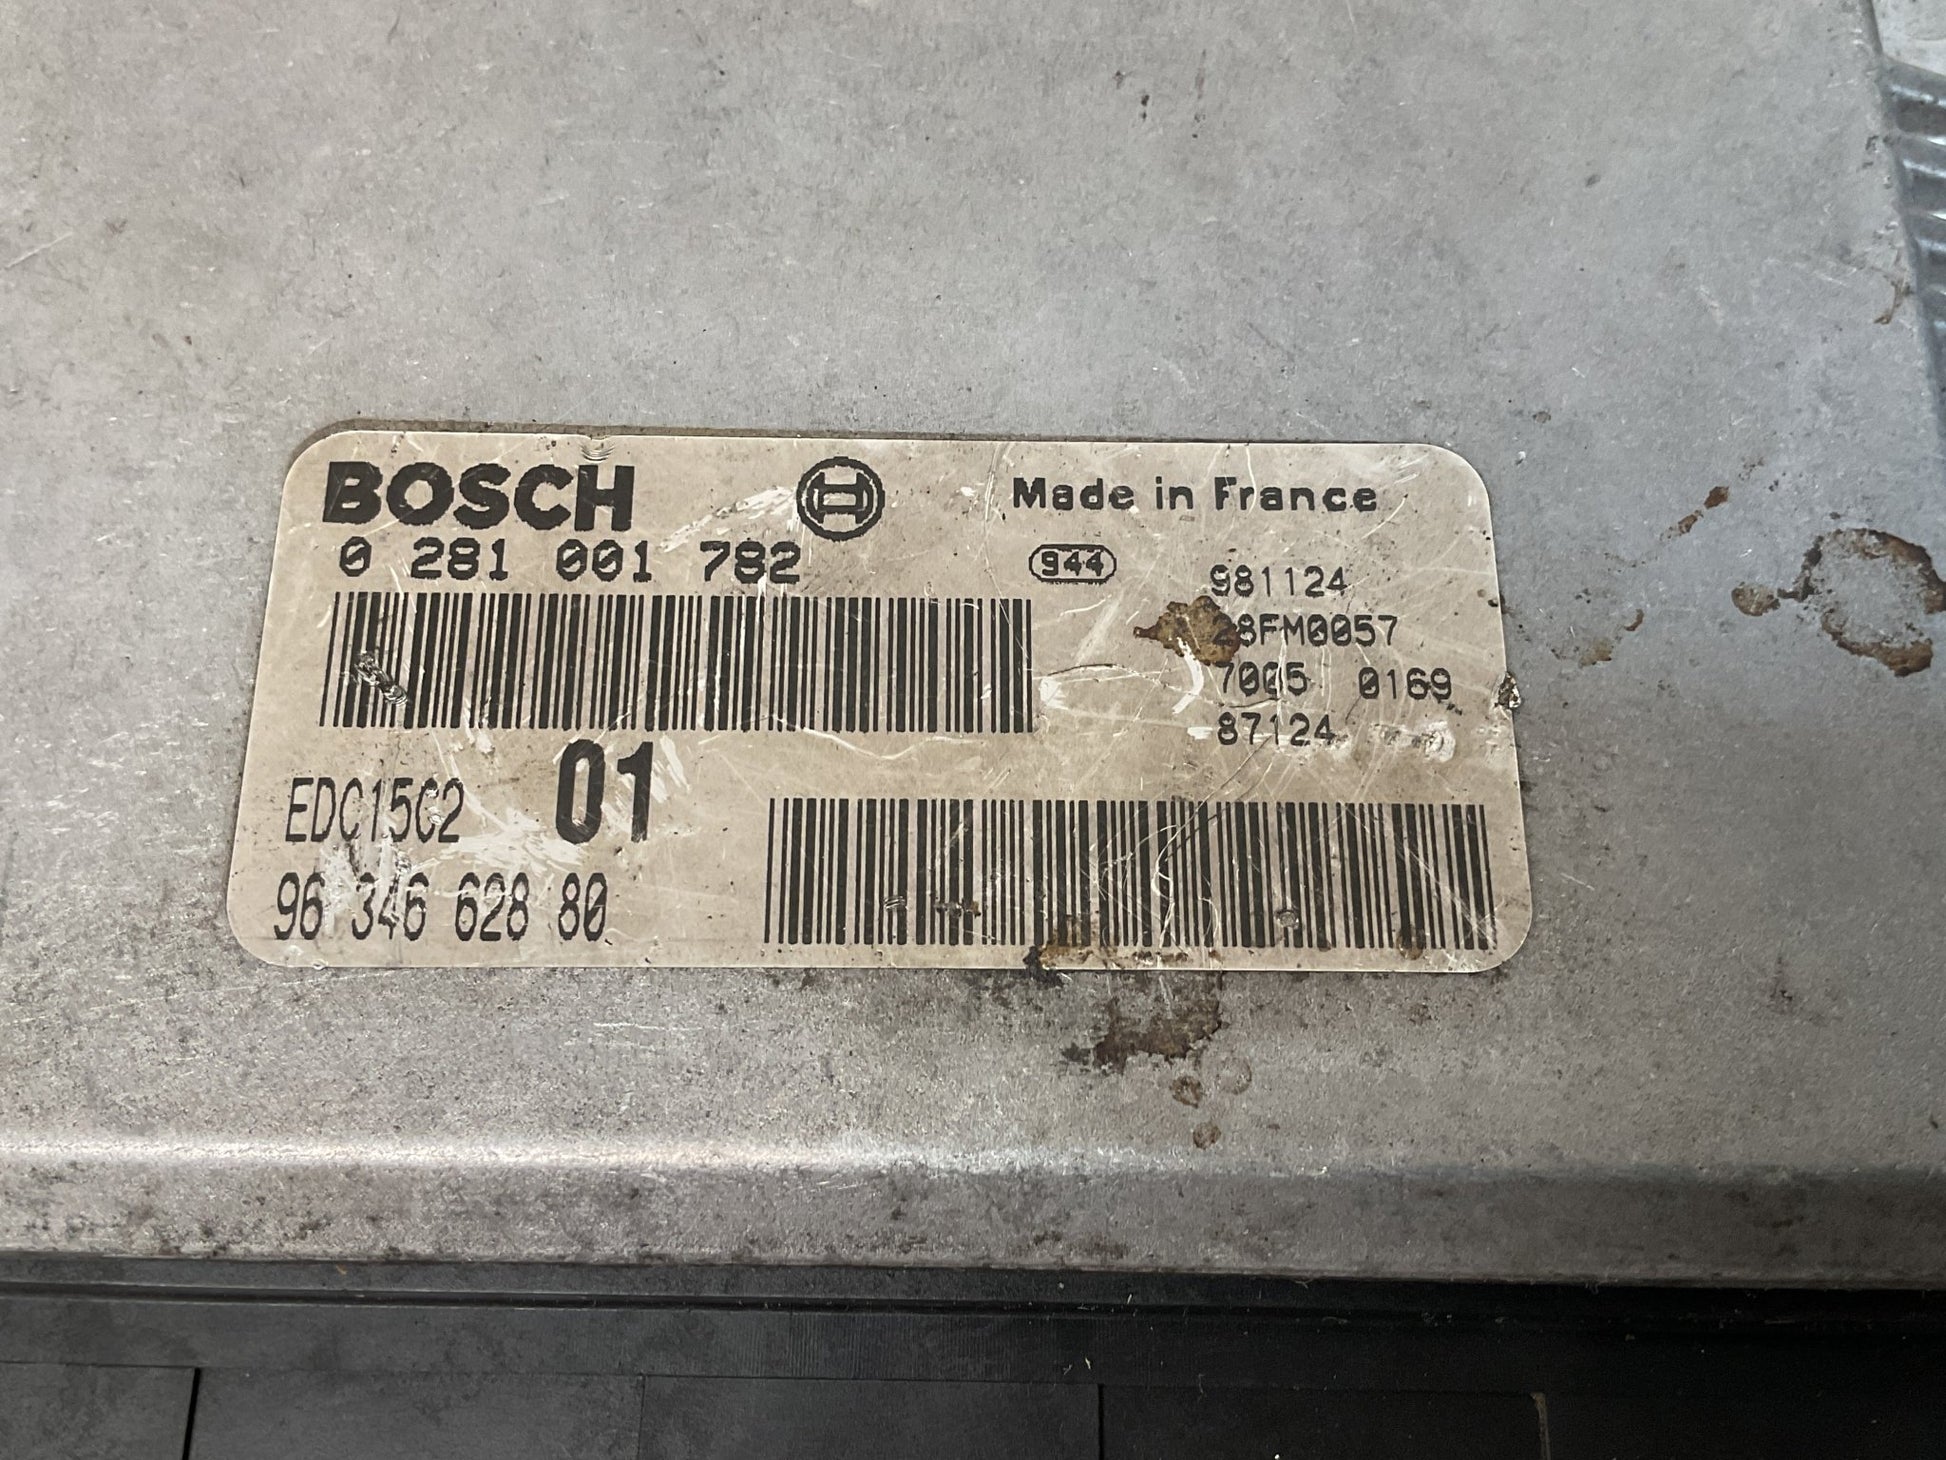 BOSCH
Made in France
0 281 001 782
944
981124
28FM0057
7005 0169
87124
01
EDC15C2
96 346 628 80